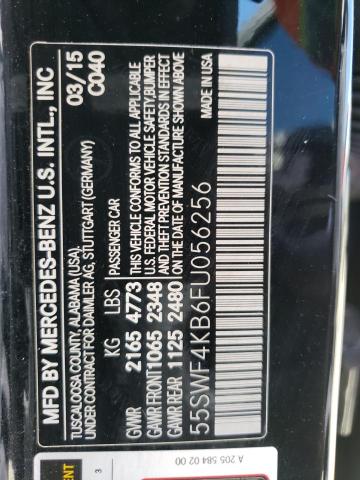 MFD BY MERCEDES-BENZ U.S. INTL., INC
TUSCALOOSA COUNTY, ALABAMA (USA)
UNDER CONTRACT FOR DAIMLER AG, STUTTGART (GERMANY)
03/15
C040
KG LBS
GVWR 2165 4773
GAWR FRONT 1065 2348
GAWR REAR 1125 2480
PASSENGER CAR
THIS VEHICLE CONFORMS TO ALL APPLICABLE
U.S. FEDERAL MOTOR VEHICLE SAFETY, BUMPER
AND THEFT PREVENTION STANDARDS IN EFFECT
ON THE DATE OF MANUFACTURE SHOWN ABOVE
55SWF4KB6FU056256
MADE IN USA
A 205 584 02 00
3